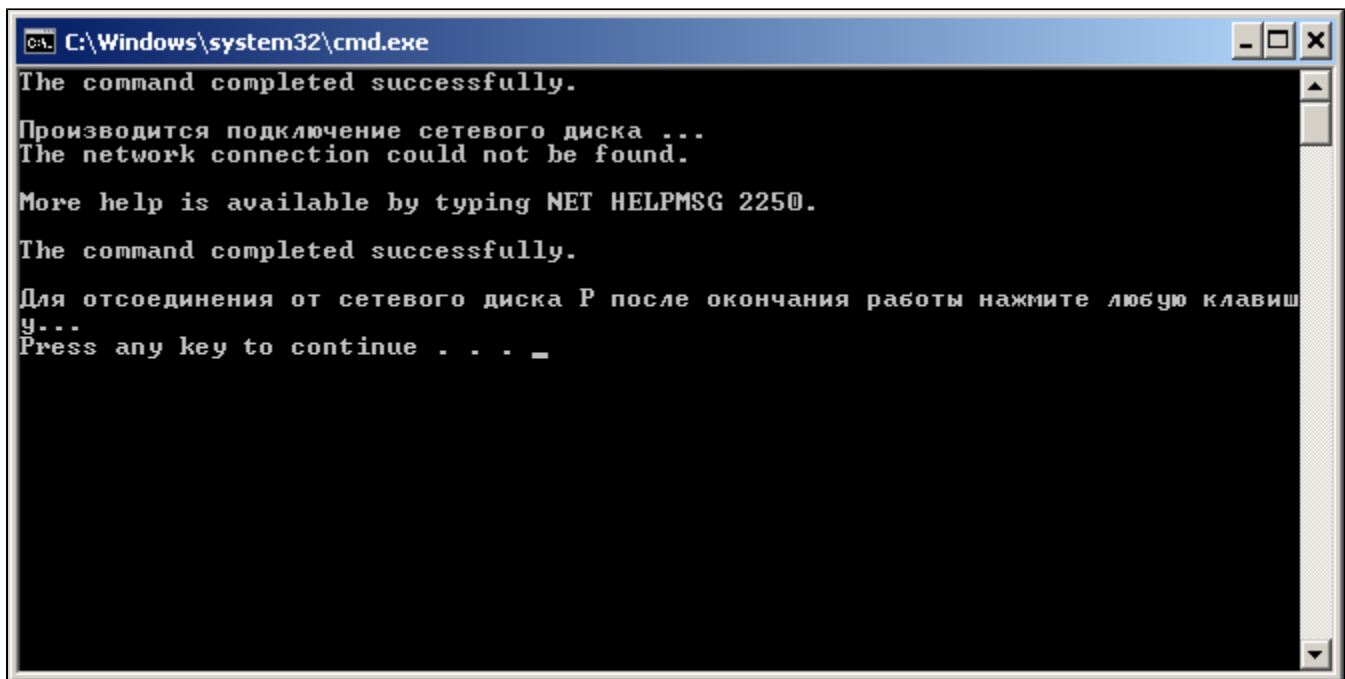 C:\Windows\system32\cmd.exe
The command completed successfully.
Производится подключение сетевого диска ...
The network connection could not be found.
More help is available by typing NET HELPMSG 2250.
The command completed successfully.
Для отсоединения от сетевого диска P после окончания работы нажмите любую клавиш
у...
Press any key to continue . . . _